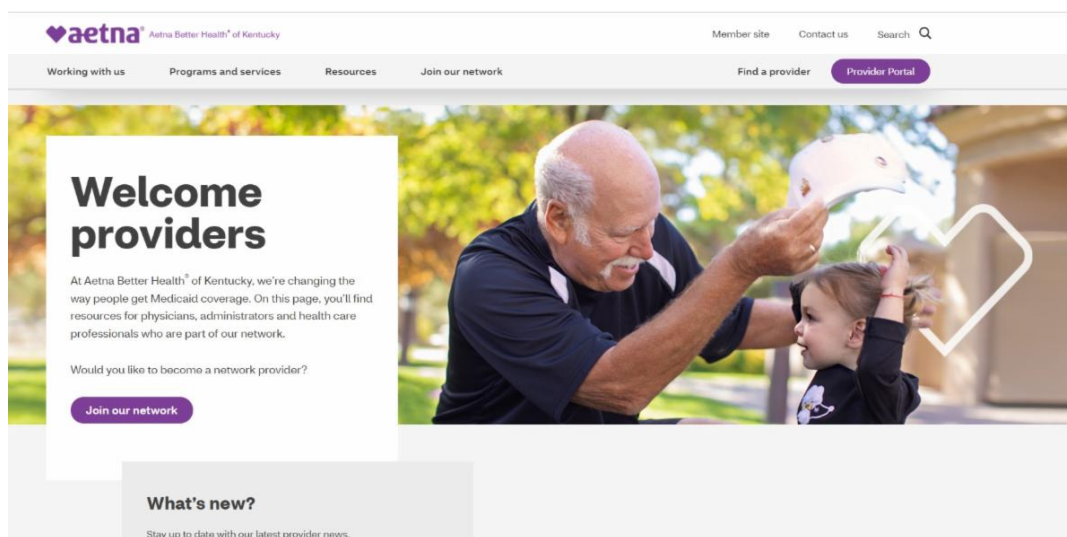 aetna® Aetna Better Health® of Kentucky
Member site Contact us Search
Working with us Programs and services Resources Join our network Find a provider Provider Portal
Welcome
providers
At Aetna Better Health® of Kentucky, we're changing the
way people get Medicaid coverage. On this page, you'll find
resources for physicians, administrators and health care
professionals who are part of our network.
Would you like to become a network provider?
Join our network
What's new?
Stay up to date with our latest provider news.